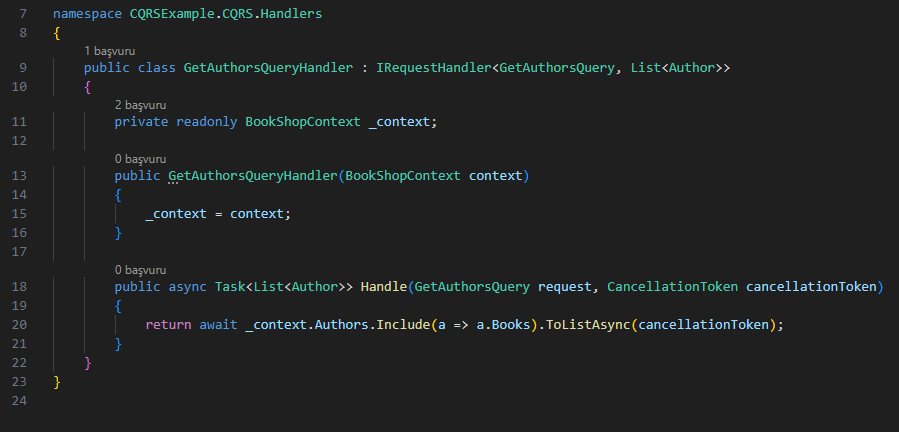 7 namespace CQRSExample.CQRS.Handlers
8 {
1 başvuru
9 public class GetAuthorsQueryHandler : IRequestHandler<GetAuthorsQuery, List<Author>>
10 {
2 başvuru
11 private readonly BookShopContext _context;
12
0 başvuru
13 public GetAuthorsQueryHandler(BookShopContext context)
14 {
15 _context = context;
16 }
17
0 başvuru
18 public async Task<List<Author>> Handle(GetAuthorsQuery request, CancellationToken cancellationToken)
19 {
20 return await _context.Authors.Include(a => a.Books).ToListAsync(cancellationToken);
21 }
22 }
23 }
24